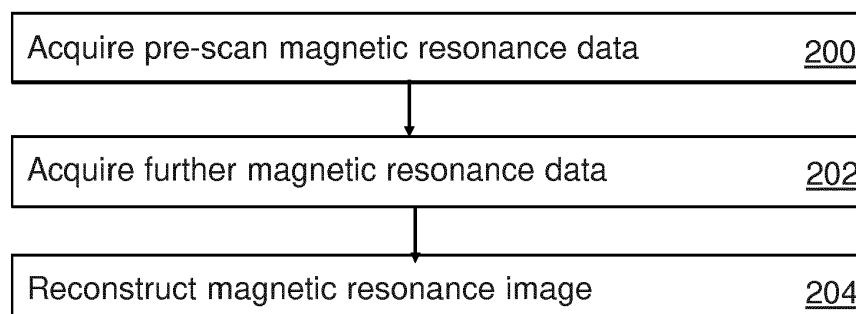 Acquire pre-scan magnetic resonance data 200
Acquire further magnetic resonance data 202
Reconstruct magnetic resonance image 204